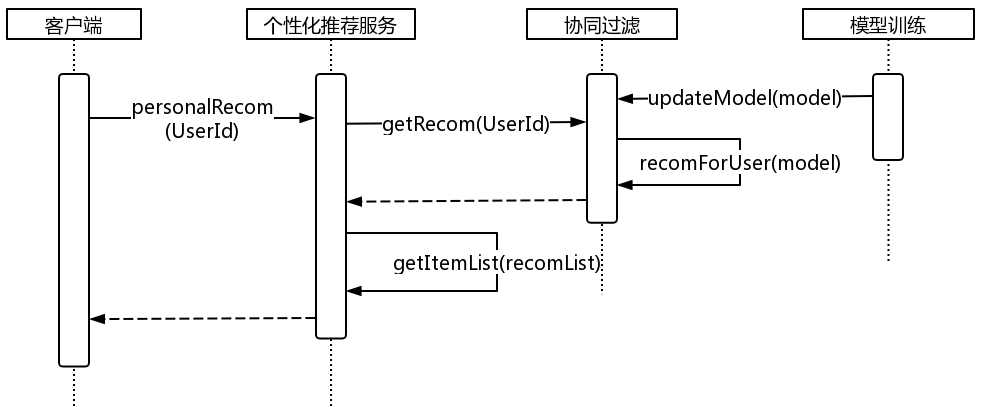 客户端
个性化推荐服务
协同过滤
模型训练
personalRecom
(UserId)
getRecom(UserId)
updateModel(model)
recomForUser(model)
getItemList(recomList)